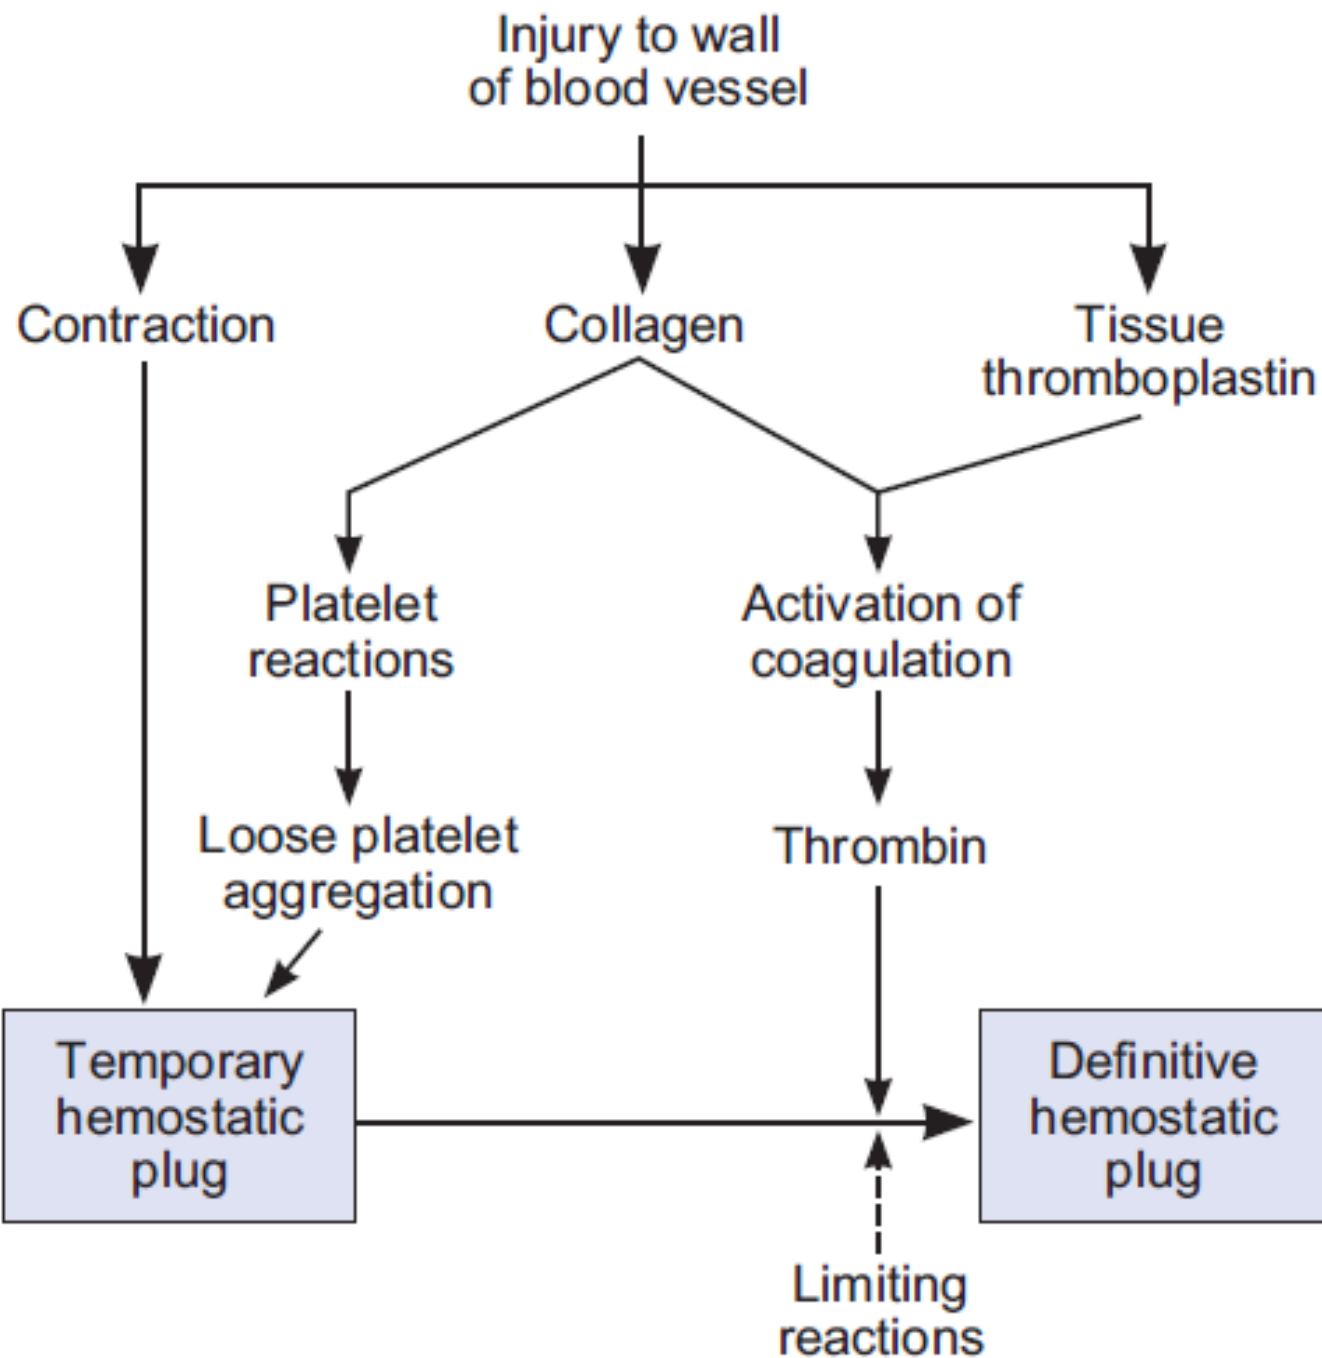 Injury to wall
of blood vessel
Contraction
Collagen
Tissue
thromboplastin
Platelet
reactions
Activation of
coagulation
Loose platelet
aggregation
Thrombin
Temporary
hemostatic
plug
Definitive
hemostatic
plug
Limiting
reactions